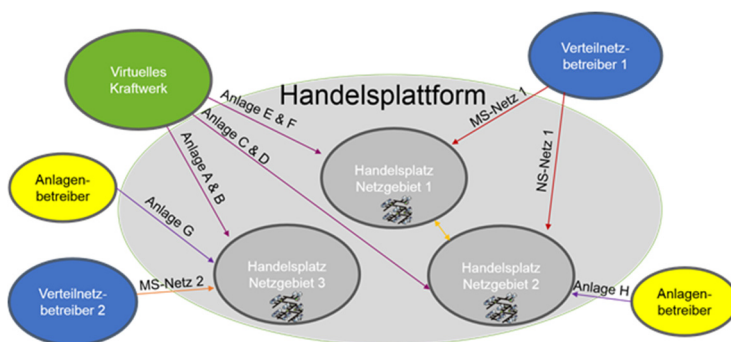 Virtuelles
Kraftwerk
Verteilnetz-
betreiber 1
Handelsplattform
Anlage E & F
MS-Netz 1
Anlage C & D
Anlage A & B
NS-Netz 1
Handelsplatz
Netzgebiet 1
Anlagen-
betreiber
Anlage G
Handelsplatz
Netzgebiet 3
Handelsplatz
Netzgebiet 2
MS-Netz 2
Verteilnetz-
betreiber 2
Anlage H
Anlagen-
betreiber